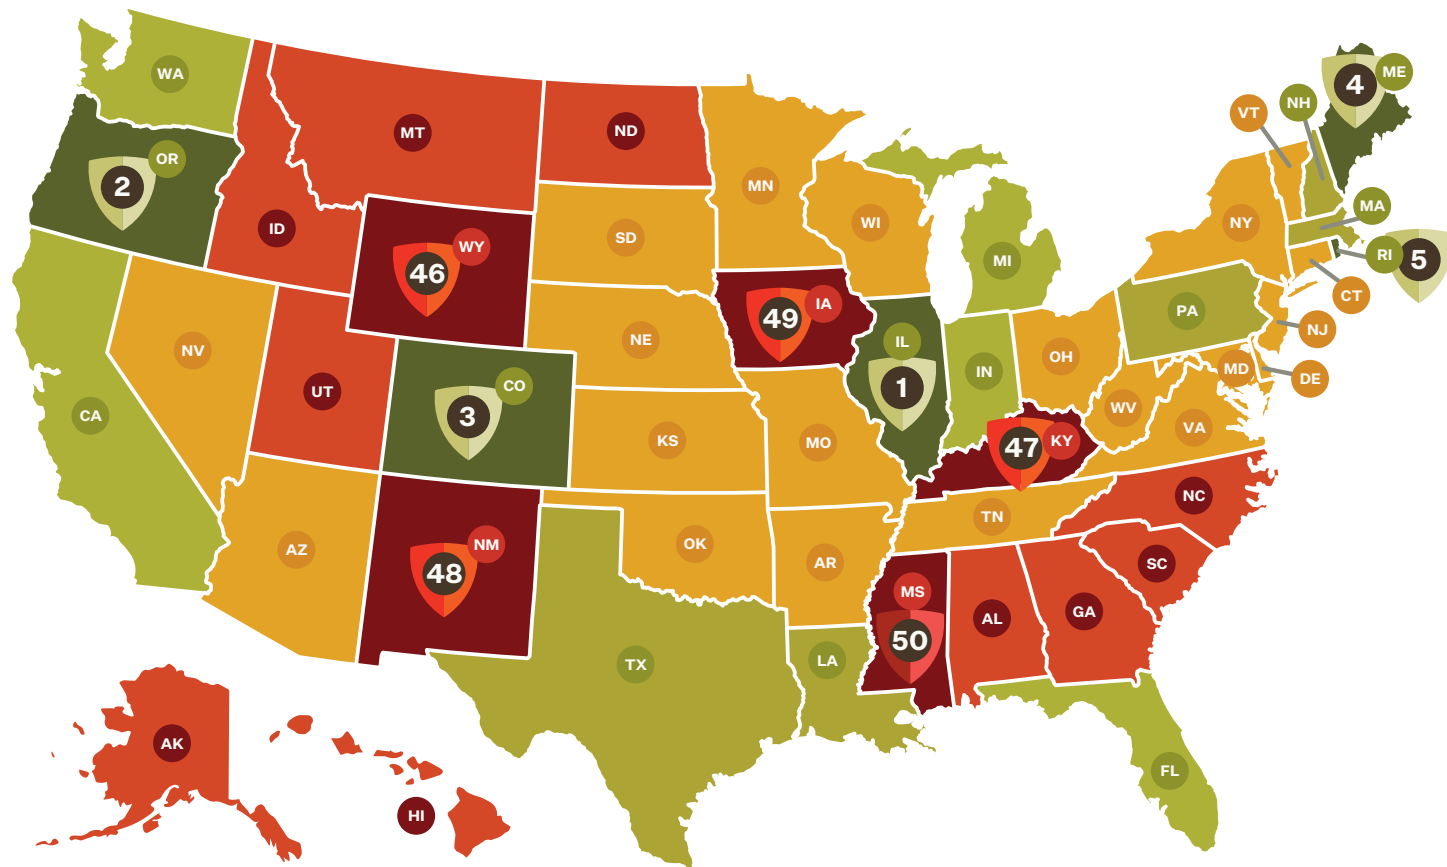 WA
OR
2
CA
NV
ID
MT
WY
46
UT
CO
3
AZ
NM
48
ND
SD
NE
KS
OK
TX
MN
IA
49
MO
AR
LA
WI
IL
1
MI
IN
OH
KY
47
TN
MS
50
AL
GA
FL
SC
NC
VA
WV
MD
DE
PA
NJ
NY
CT
RI
5
MA
VT
NH
ME
4
AK
HI